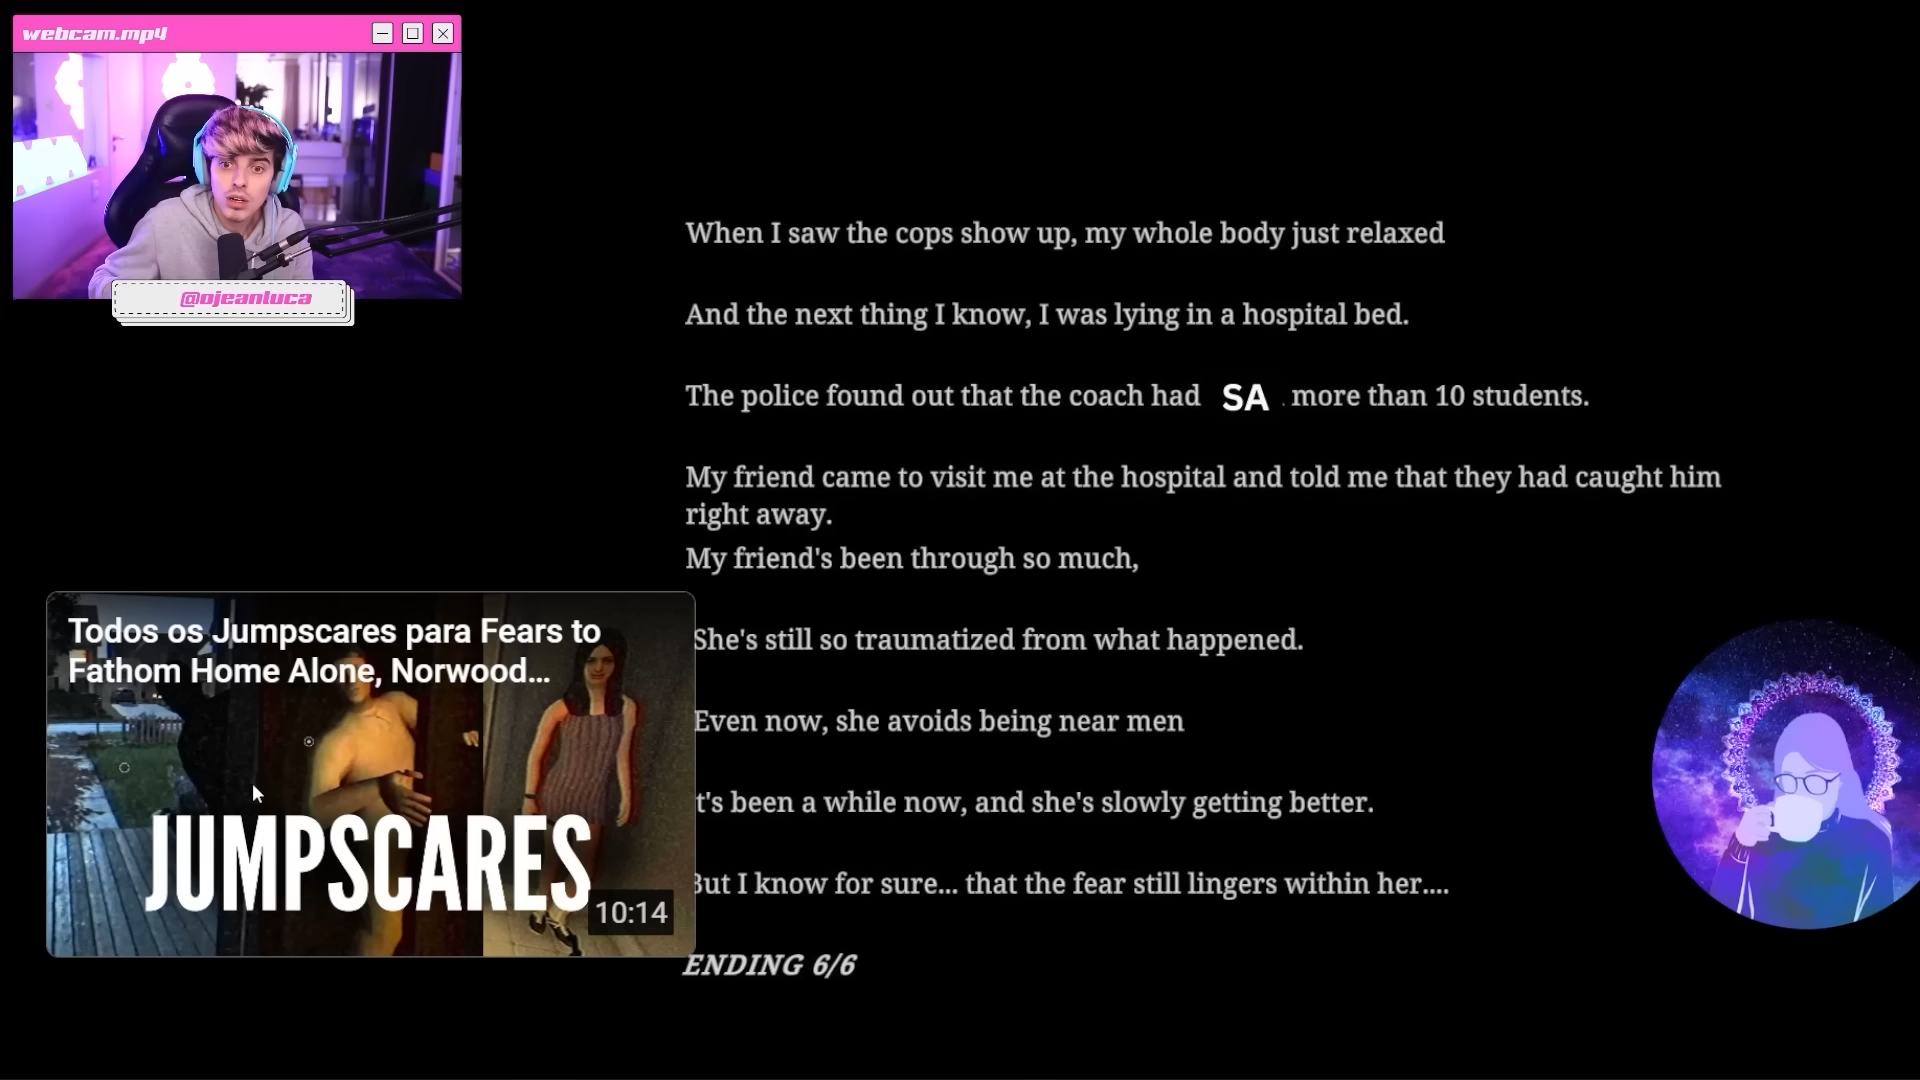 webcam.mp4
@ojeanluca
When I saw the cops show up, my whole body just relaxed
And the next thing I know, I was lying in a hospital bed.
The police found out that the coach had SA more than 10 students.
My friend came to visit me at the hospital and told me that they had caught him
right away.
My friend's been through so much,
She's still so traumatized from what happened.
Even now, she avoids being near men
t's been a while now, and she's slowly getting better.
But I know for sure... that the fear still lingers within her....
ENDING 6/6
Todos os Jumpscares para Fears to
Fathom Home Alone, Norwood...
JUMPSCARES
10:14